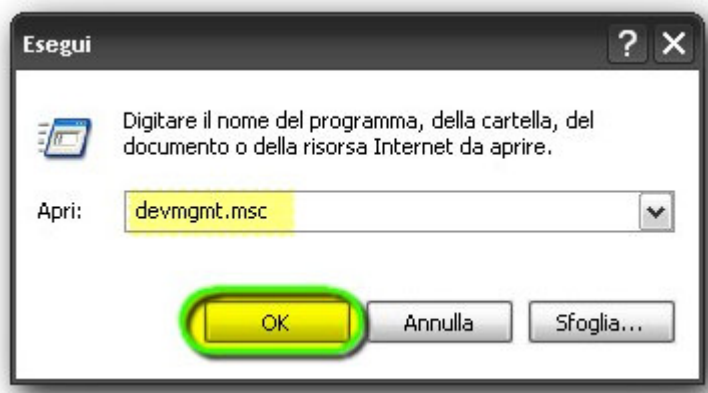 Esegui
Digitare il nome del programma, della cartella, del
documento o della risorsa Internet da aprire.
Apri: devmgmt.msc
OK Annulla Sfoglia...